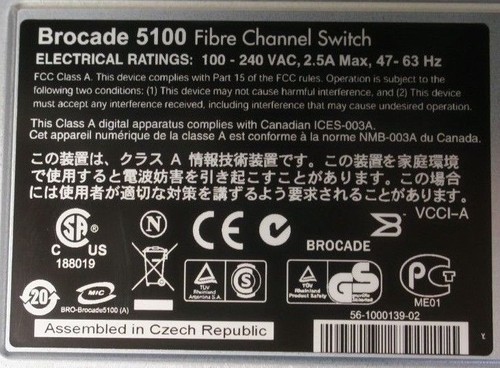 Brocade 5100 Fibre Channel Switch
ELECTRICAL RATINGS: 100 - 240 VAC, 2.5A Max, 47- 63 Hz
FCC Class A. This device complies with Part 15 of the FCC rules. Operation is subject to the
following two conditions: (1) This device may not cause harmful interference, and (2) This device
must accept any interference received, including interference that may cause undesired operation.
This Class A digital apparatus complies with Canadian ICES-003A.
Cet appareil numérique de la classe A est conforme à la norme NMB-003A du Canada.
この装置は、クラス A 情報技術装置です。この装置を家庭環境
で使用すると電波妨害を引き起こすことがあります。この場合
には使用者が適切な対策を講ずるよう要求されることがあります。
VCCI-A
SA ®
C US
188019
N
CE
BROCADE
TÜV
Rheinland
Argentina S.A.
S
TÜV
Rheinland
Product Safety
GS
PCT
ME01
20
MIC
BRO-Brocade5100 (A)
56-1000139-02
Assembled in Czech Republic
Y.